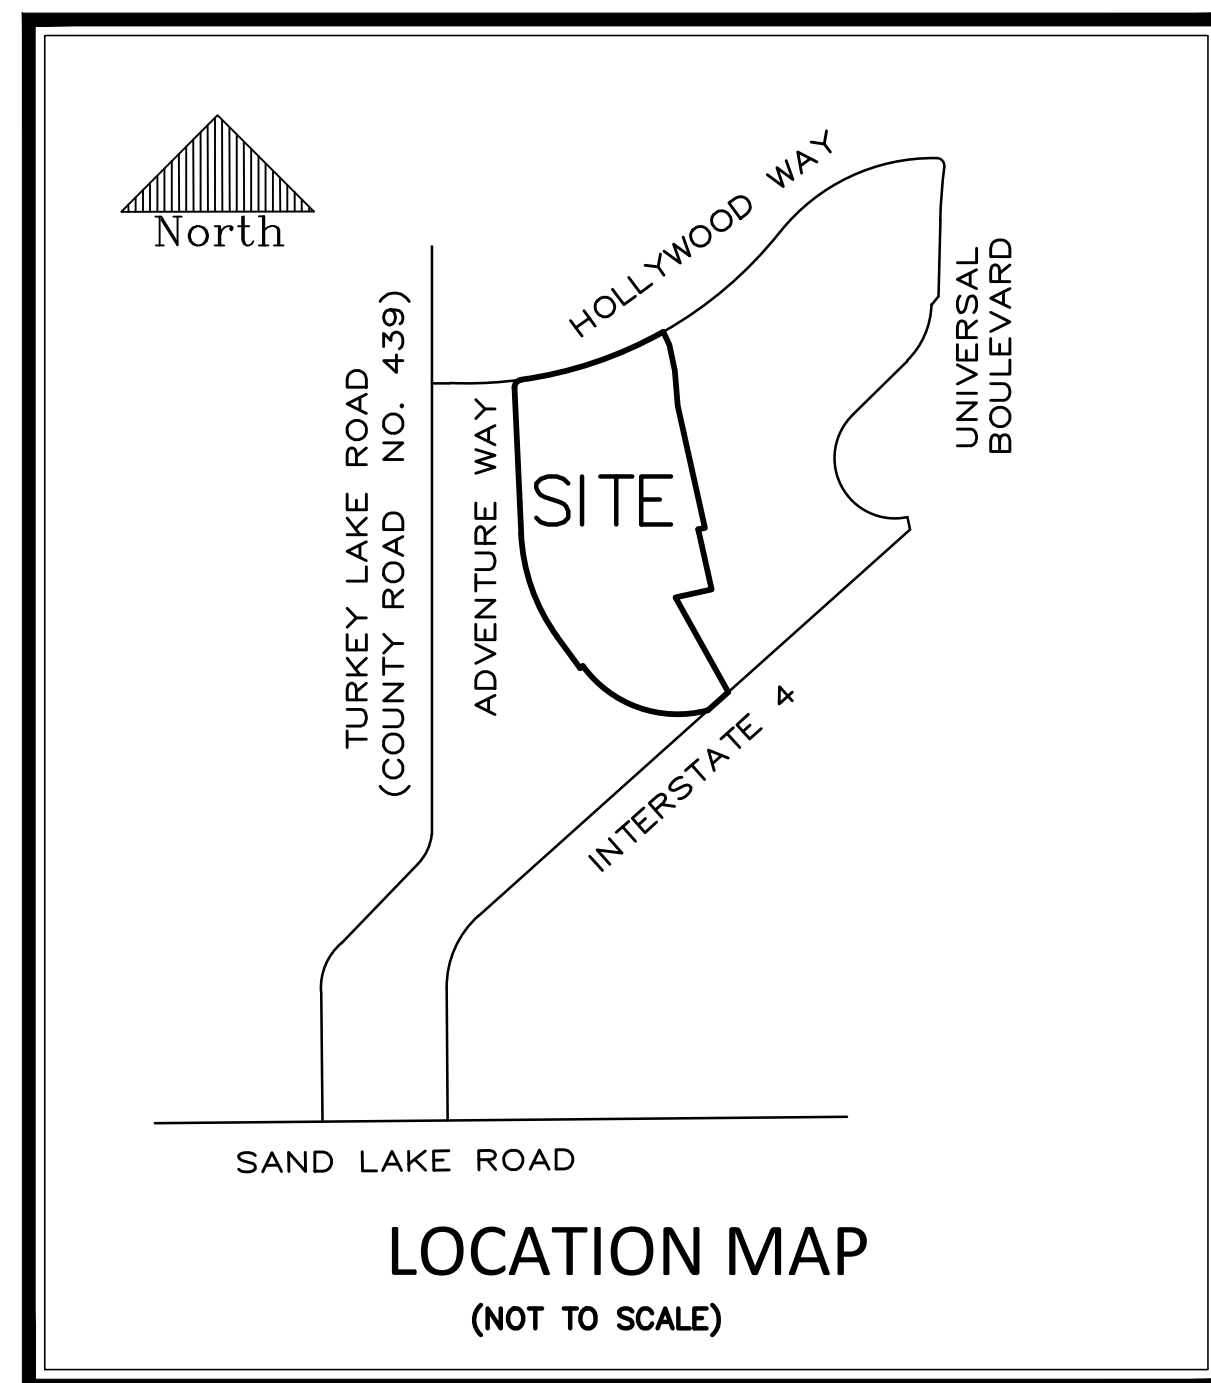 North
HOLLYWOOD WAY
UNIVERSAL
BOULEVARD
TURKEY LAKE ROAD
(COUNTY ROAD NO. 439)
ADVENTURE WAY
SITE
INTERSTATE 4
SAND LAKE ROAD
LOCATION MAP
(NOT TO SCALE)